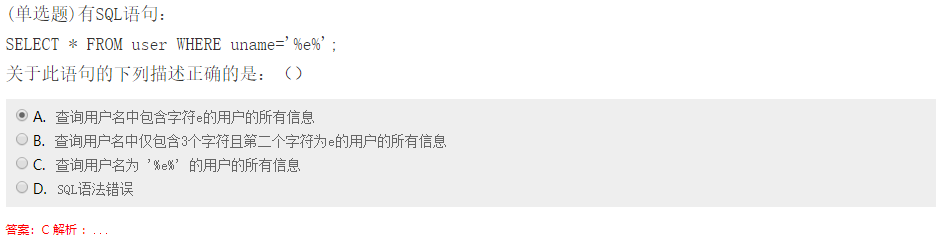 (单选题)有SQL语句：
SELECT * FROM user WHERE uname='%e%';
关于此语句的下列描述正确的是：（）
A. 查询用户名中包含字符e的用户的所有信息
B. 查询用户名中仅包含3个字符且第二个字符为e的用户的所有信息
C. 查询用户名为 '%e%' 的用户的所有信息
D. SQL语法错误
答案：C 解析：...